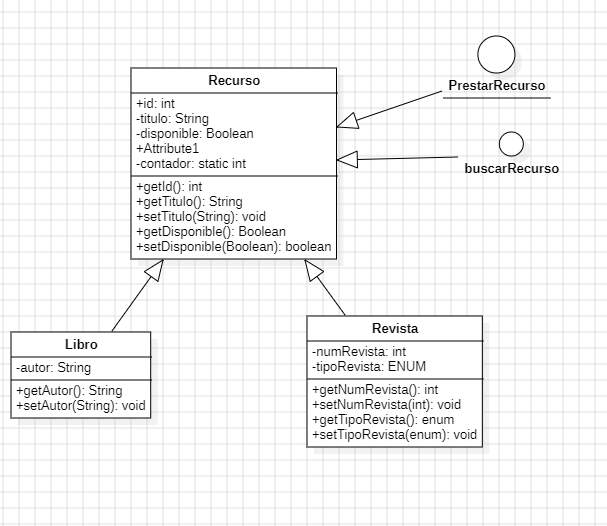 Recurso
+id: int
-titulo: String
-disponible: Boolean
+Attribute1
-contador: static int
+getId(): int
+getTitulo(): String
+setTitulo(String): void
+getDisponible(): Boolean
+setDisponible(Boolean): boolean
PrestarRecurso
buscarRecurso
Libro
-autor: String
+getAutor(): String
+setAutor(String): void
Revista
-numRevista: int
-tipoRevista: ENUM
+getNumRevista(): int
+setNumRevista(int): void
+getTipoRevista(): enum
+setTipoRevista(enum): void